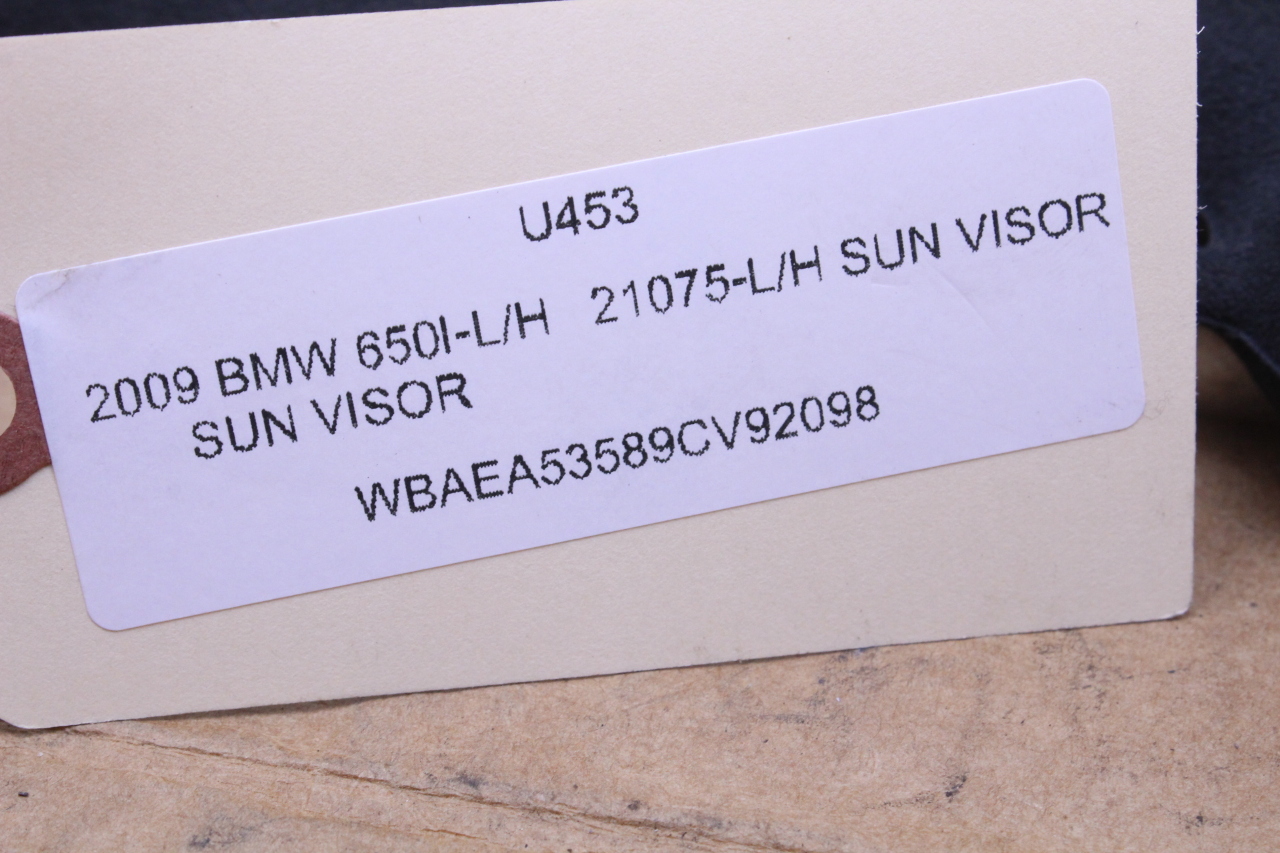 U453
2009 BMW 650I-L/H 21075-L/H SUN VISOR
SUN VISOR
WBAEA53589CV92098